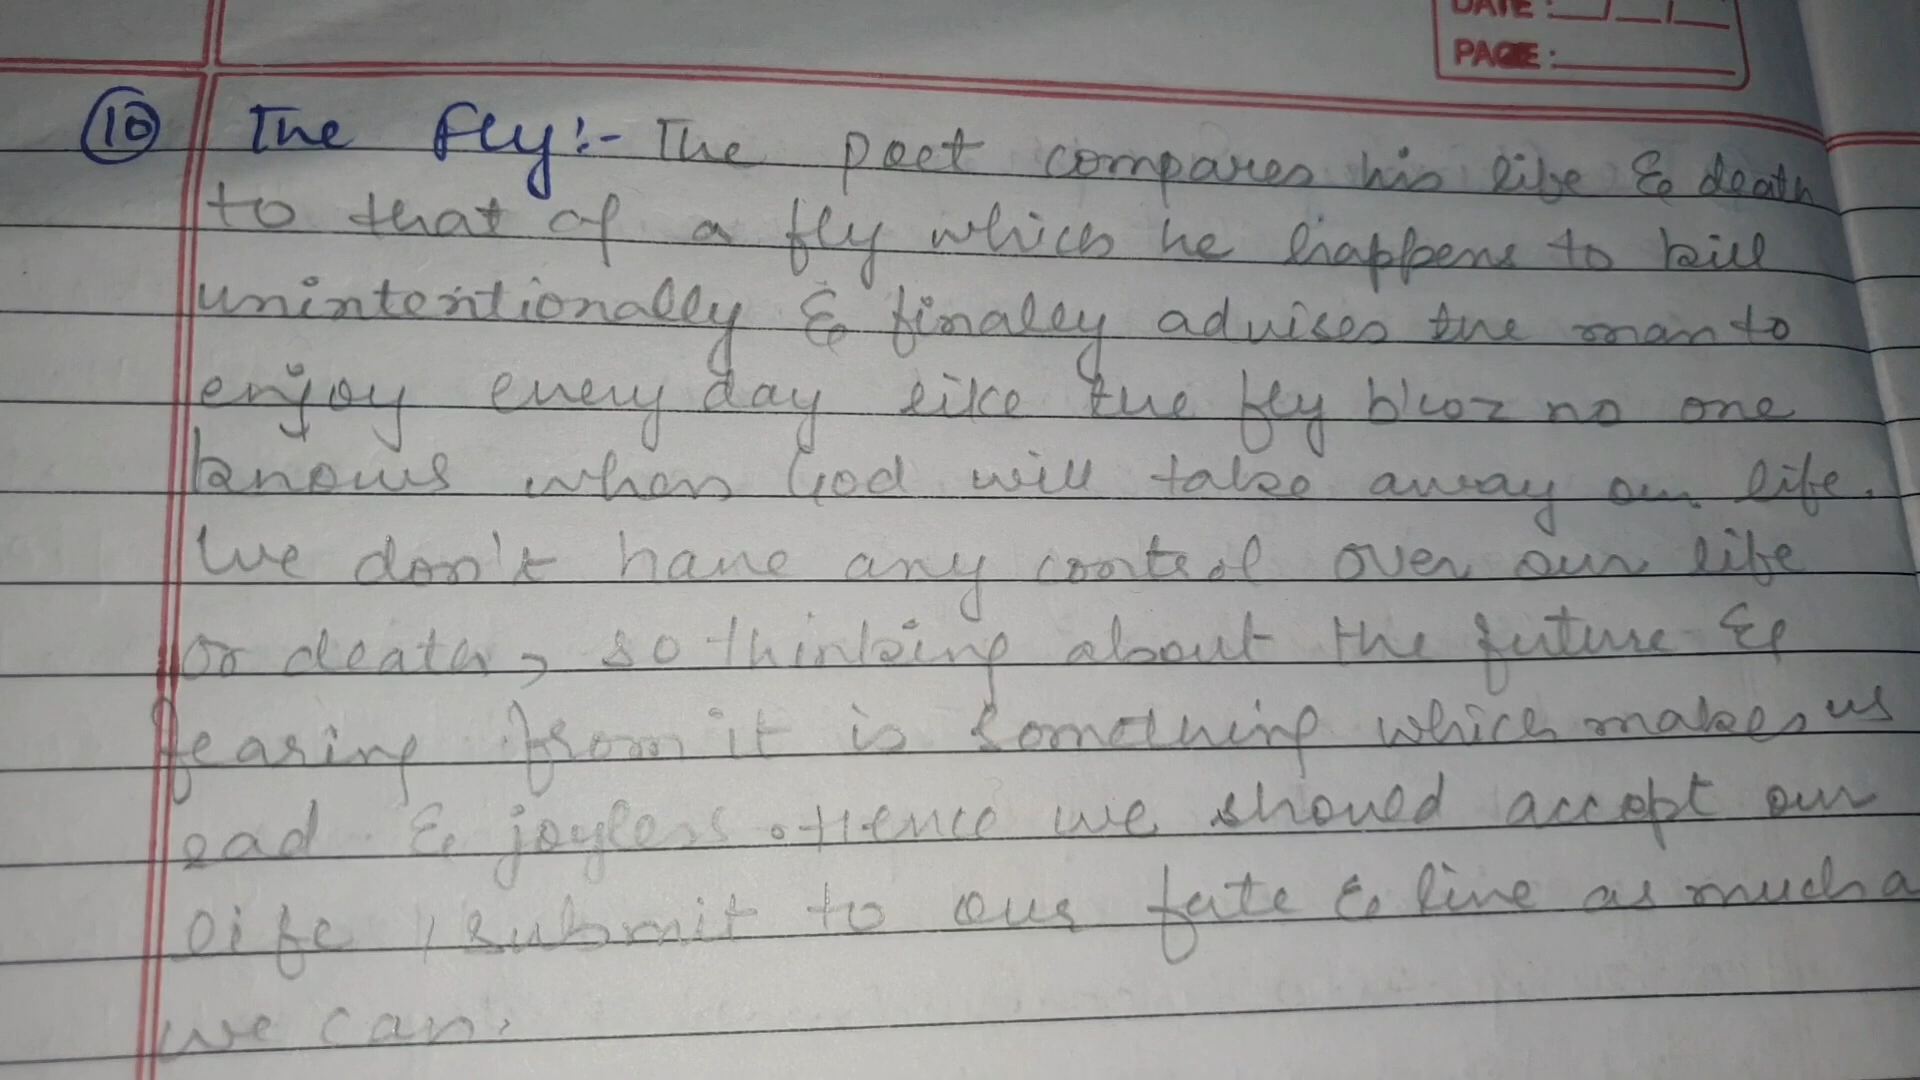 DATE: __/__/__
PAGE:
10 The Fly:- The poet compares his life & death
to that of a fly which he happens to kill
unintentionally & finally advises the man to
enjoy every day like the fly b'coz no one
knows when God will take away our life.
We don't have any control over our life
or death, so thinking about the future &
fearing from it is something which makes us
sad & joyless. Hence we should accept our
life, submit to our fate & live as much a
we can.